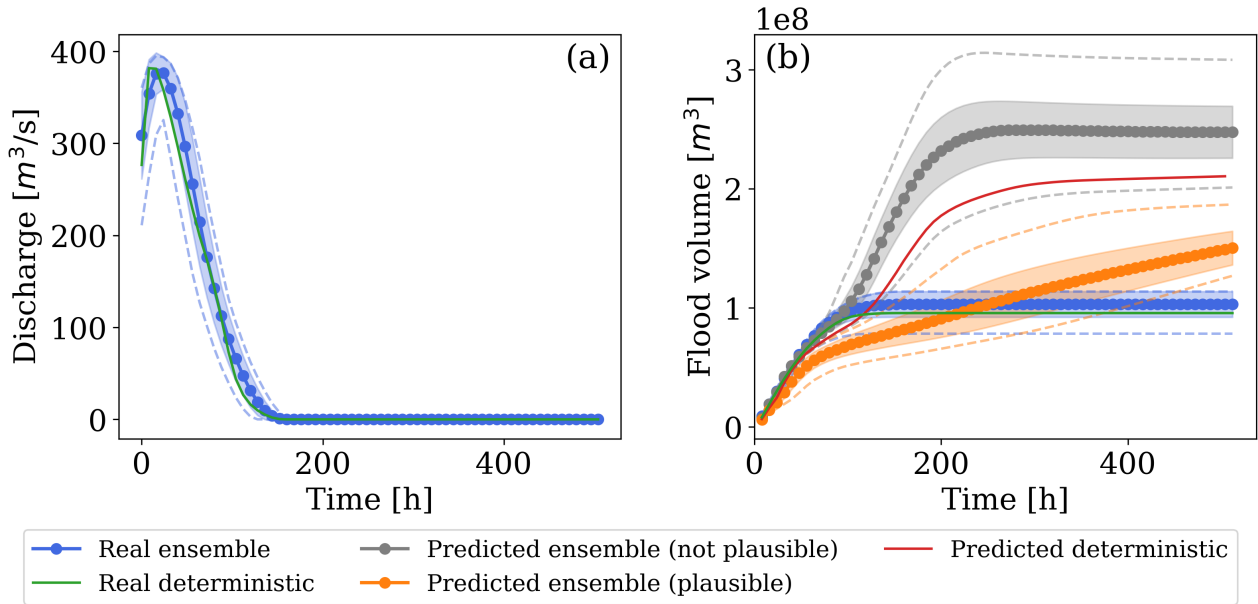 (a)
Discharge [m³/s]
400
300
200
100
0
0 200 400
Time [h]
1e8
(b)
Flood volume [m³]
3
2
1
0
0 200 400
Time [h]
Real ensemble
Real deterministic
Predicted ensemble (not plausible)
Predicted ensemble (plausible)
Predicted deterministic